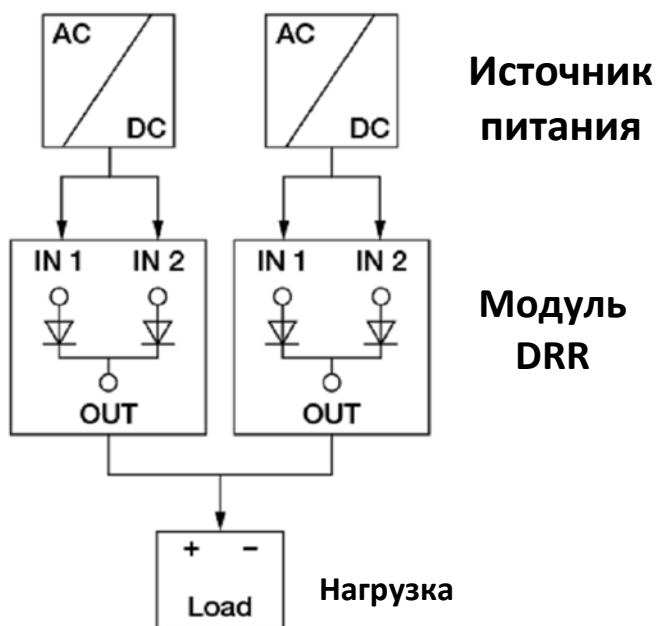 AC
DC
AC
DC
Источник
питания
IN 1 IN 2
OUT
IN 1 IN 2
OUT
Модуль
DRR
+ −
Load
Нагрузка